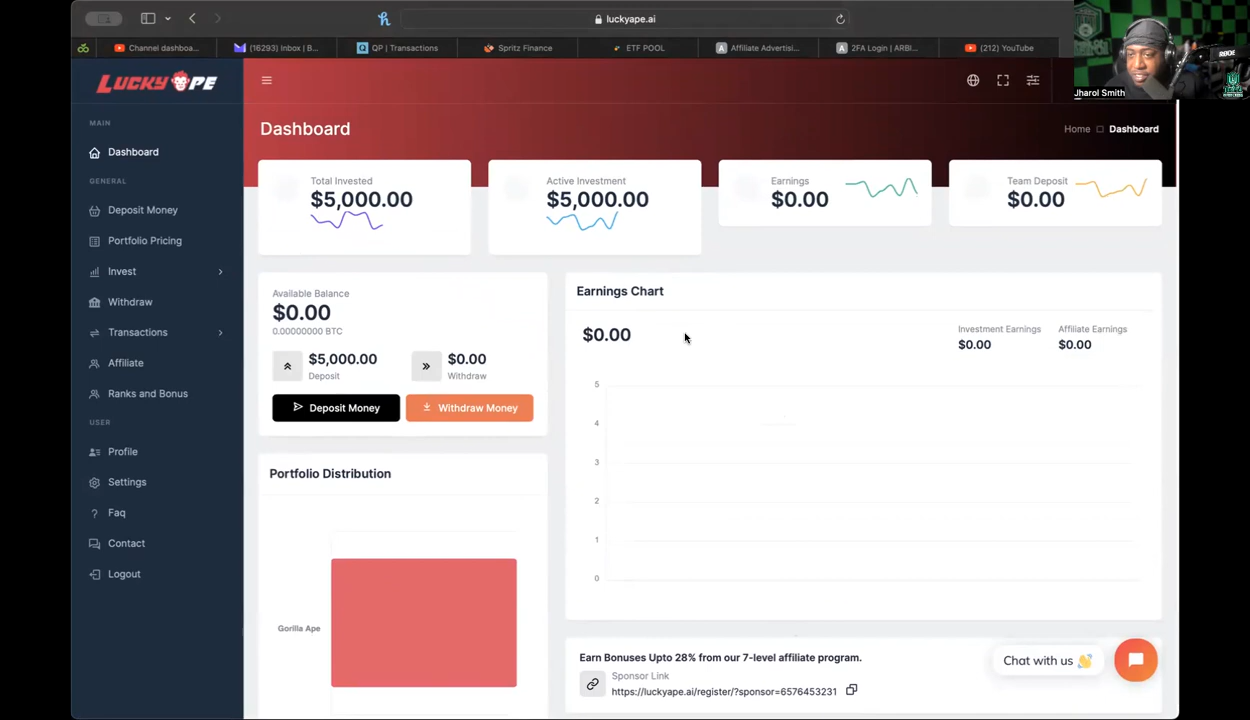 luckyape.ai
Channel dashboa...
(16293) Inbox | B...
QP | Transactions
Spritz Finance
ETF POOL
Affiliate Advertisi...
2FA Login | ARBI...
(212) YouTube
Jharol Smith
LUCKY PE
MAIN
Dashboard
GENERAL
Deposit Money
Portfolio Pricing
Invest
Withdraw
Transactions
Affiliate
Ranks and Bonus
USER
Profile
Settings
Faq
Contact
Logout
Dashboard
Home Dashboard
Total Invested
$5,000.00
Active Investment
$5,000.00
Earnings
$0.00
Team Deposit
$0.00
Available Balance
$0.00
0.00000000 BTC
$5,000.00
Deposit
$0.00
Withdraw
Deposit Money
Withdraw Money
Portfolio Distribution
Gorilla Ape
Earnings Chart
$0.00
Investment Earnings
$0.00
Affiliate Earnings
$0.00
5
4
3
2
1
0
Earn Bonuses Upto 28% from our 7-level affiliate program.
Sponsor Link
https://luckyape.ai/register/?sponsor=6576453231
Chat with us